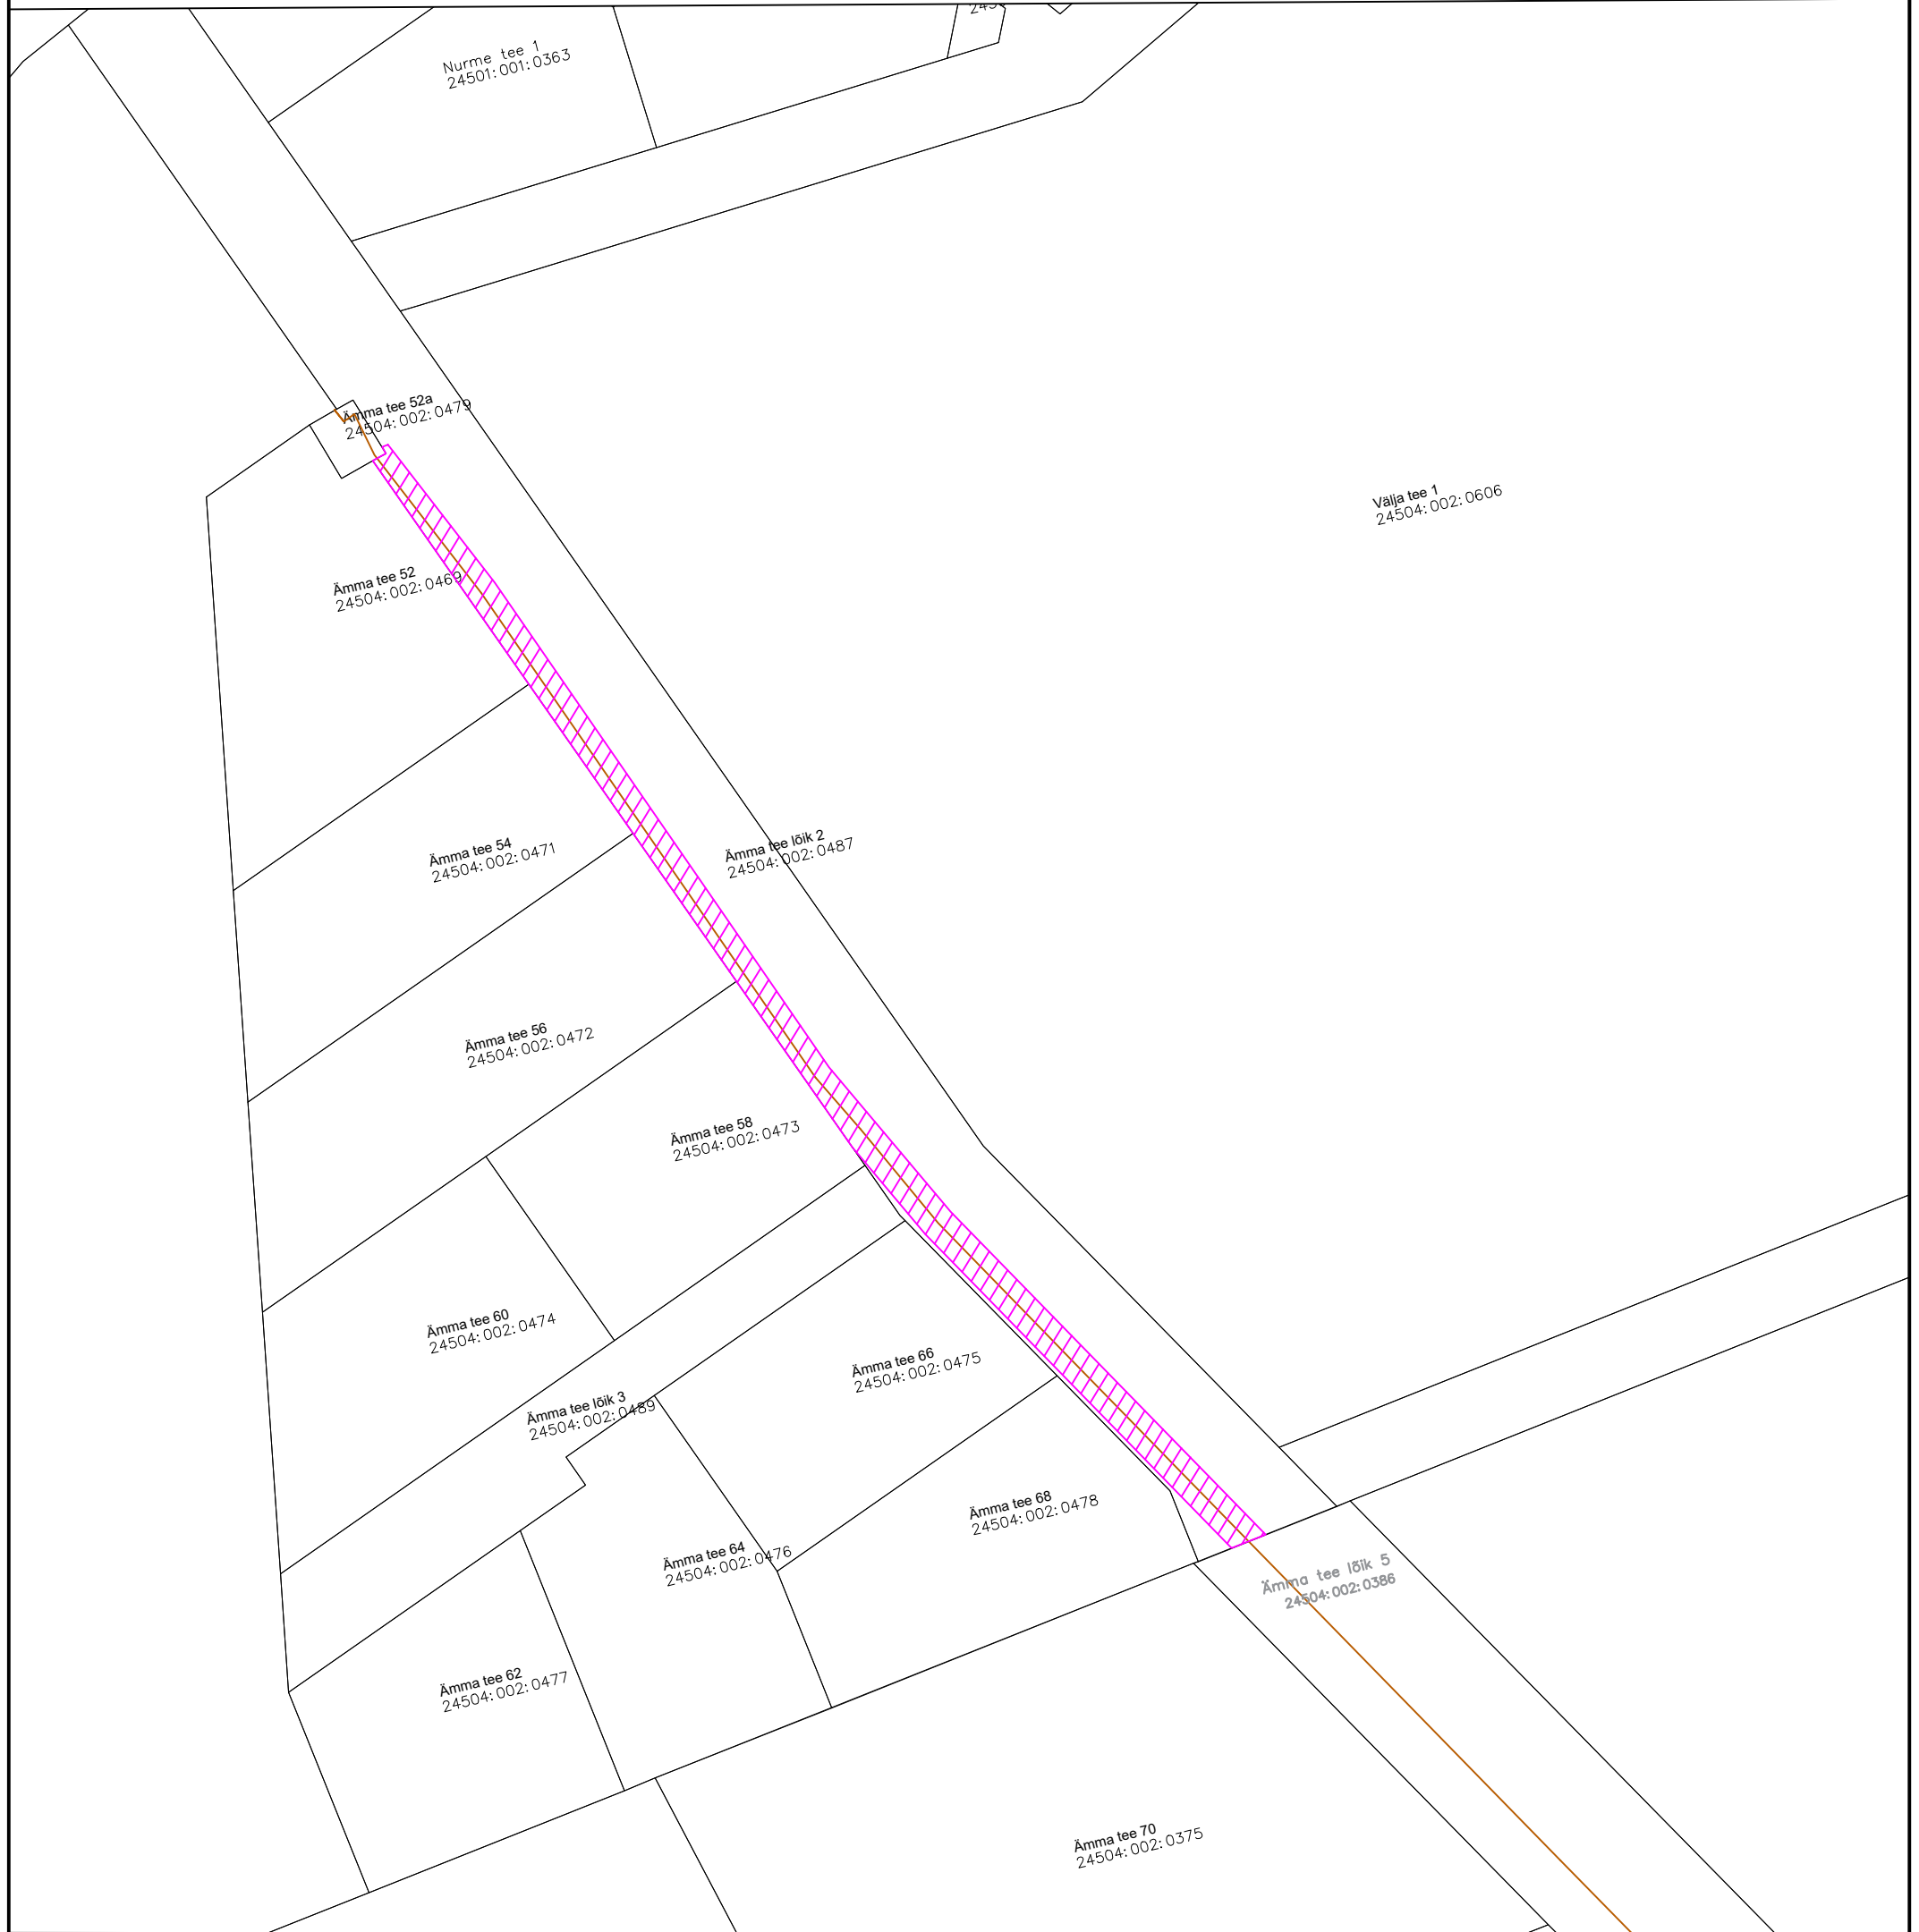 Nurme tee 1
24501:001:0363
Ämma tee 52a
24504:002:0479
Välja tee 1
24504:002:0606
Ämma tee 52
24504:002:0469
Ämma tee 54
24504:002:0471
Ämma tee lõik 2
24504:002:0487
Ämma tee 56
24504:002:0472
Ämma tee 58
24504:002:0473
Ämma tee 60
24504:002:0474
Ämma tee 66
24504:002:0475
Ämma tee lõik 3
24504:002:0489
Ämma tee 68
24504:002:0478
Ämma tee 64
24504:002:0476
Ämma tee lõik 5
24504:002:0386
Ämma tee 62
24504:002:0477
Ämma tee 70
24504:002:0375